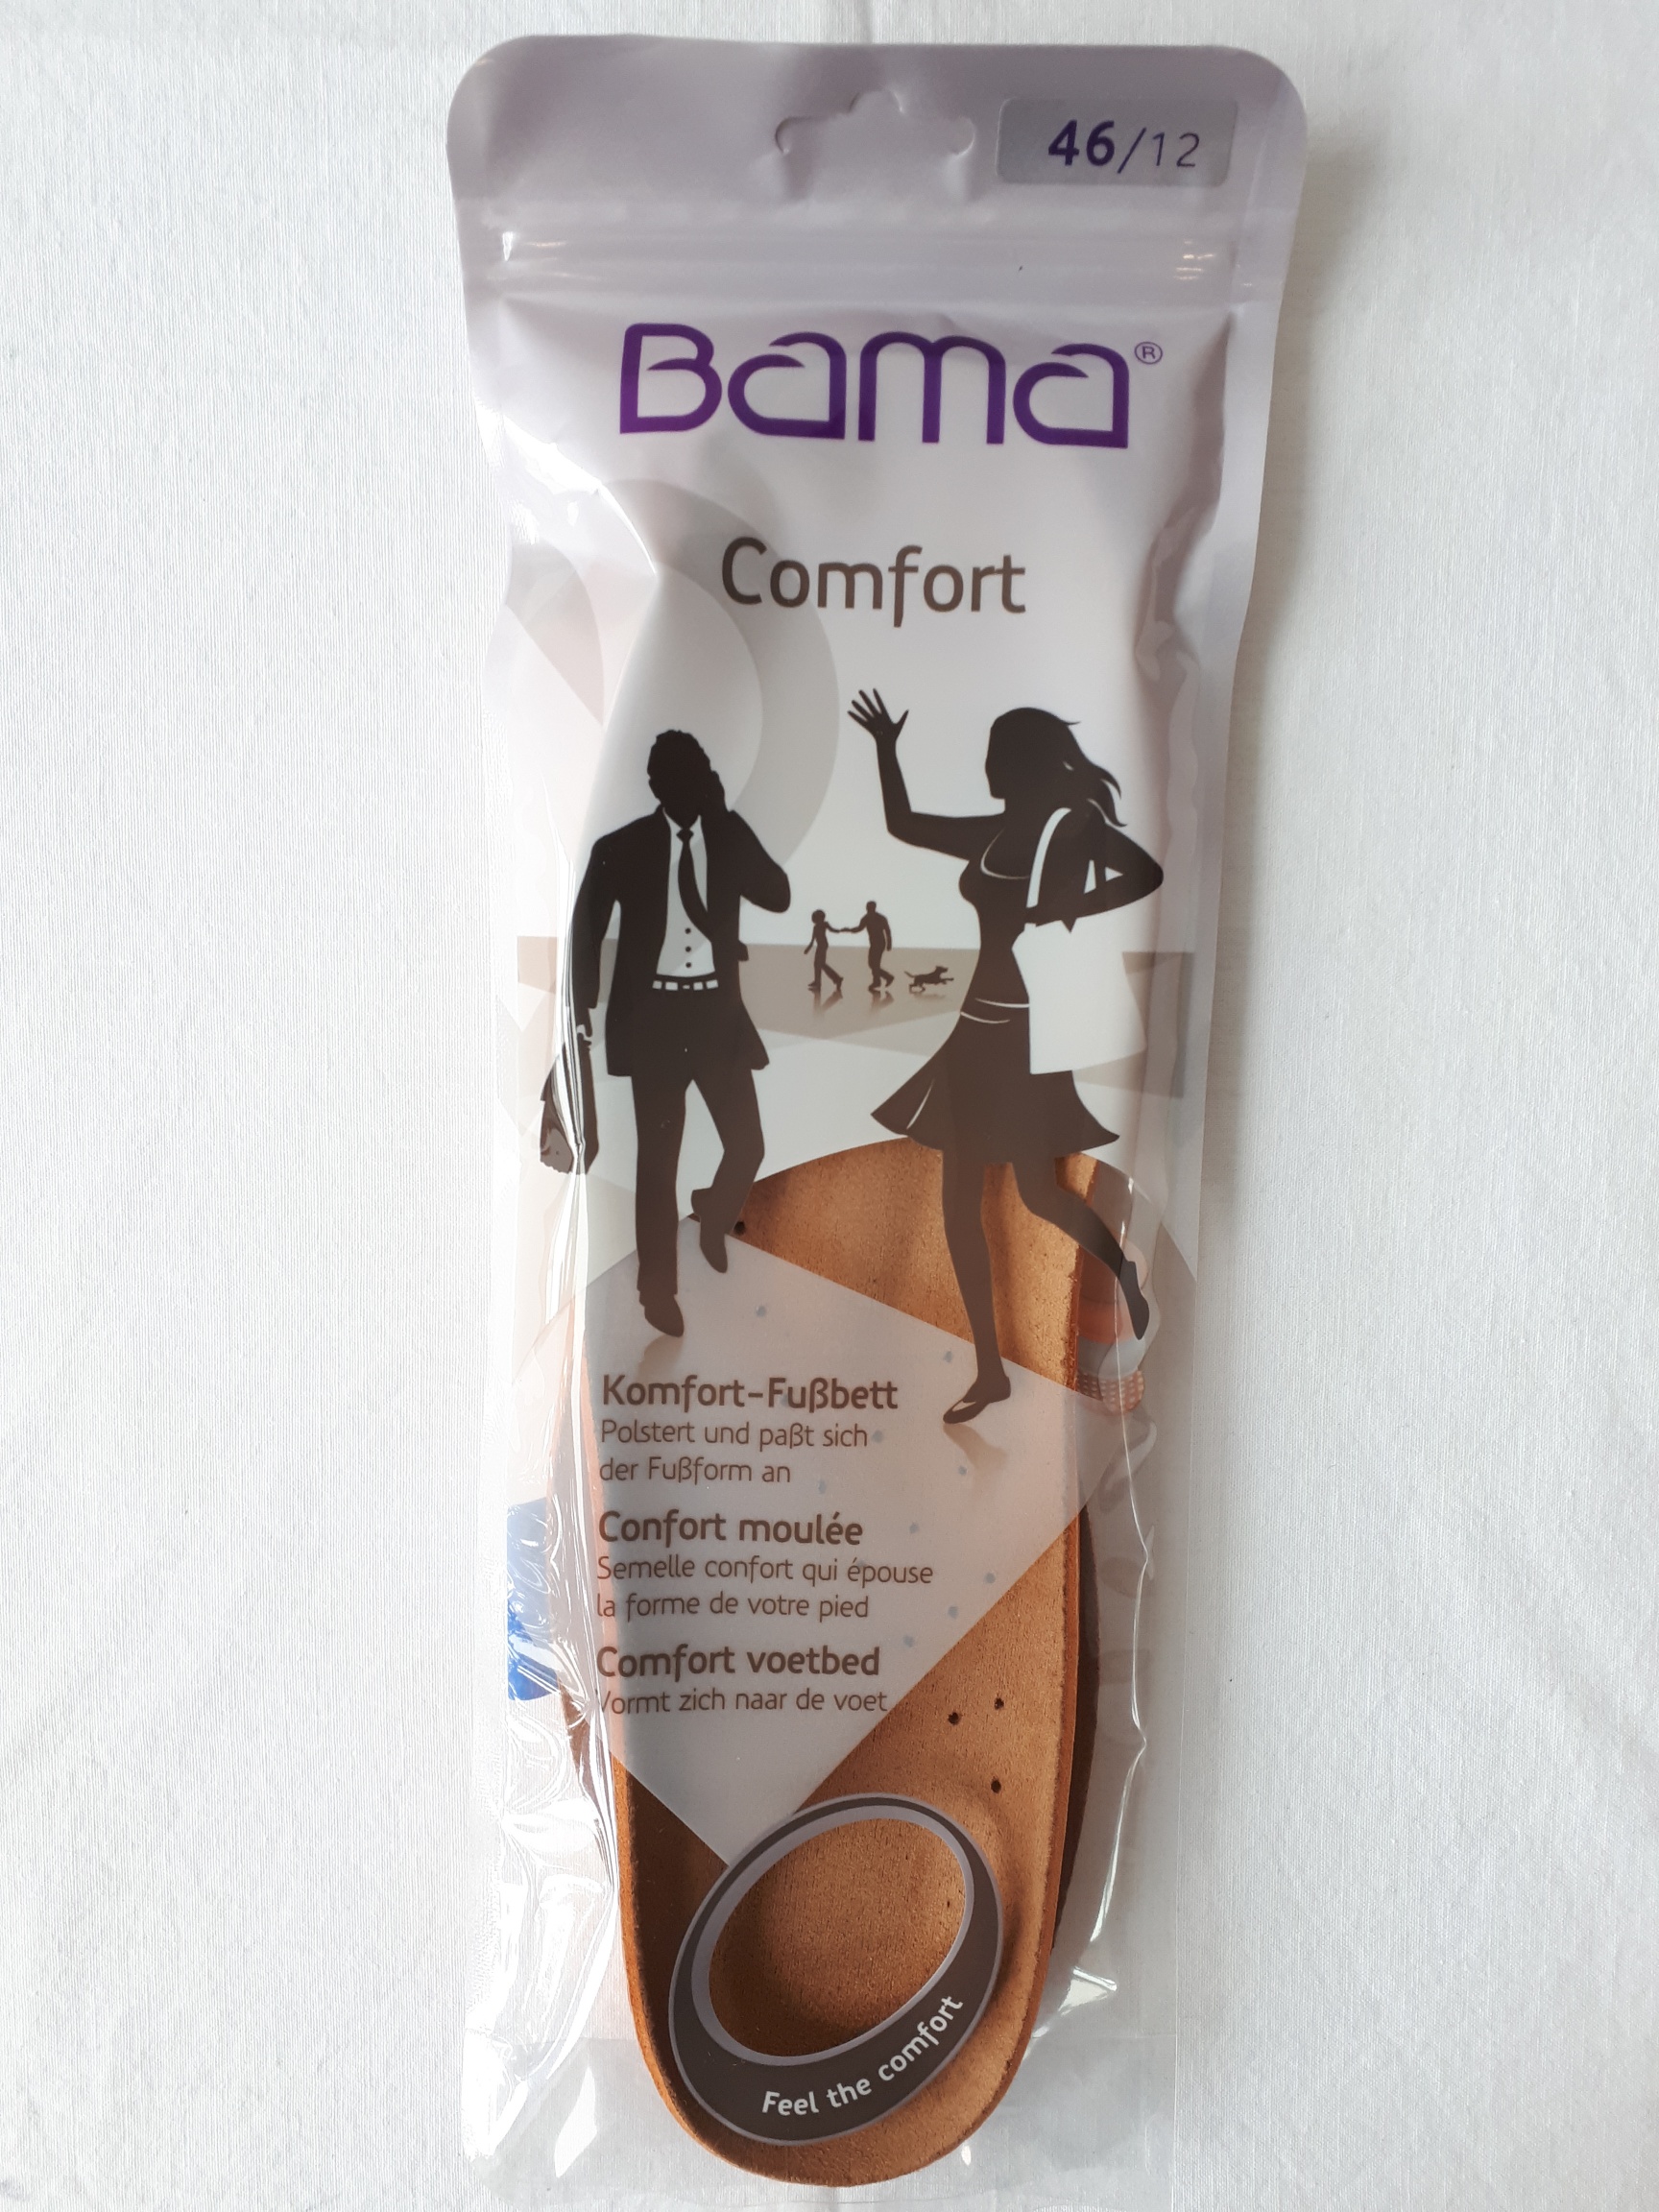 46/12
Bama®
Comfort
Komfort-Fußbett
Polstert und paßt sich
der Fußform an
Confort moulée
Semelle confort qui épouse
la forme de votre pied
Comfort voetbed
Vormt zich naar de voet
Feel the comfort